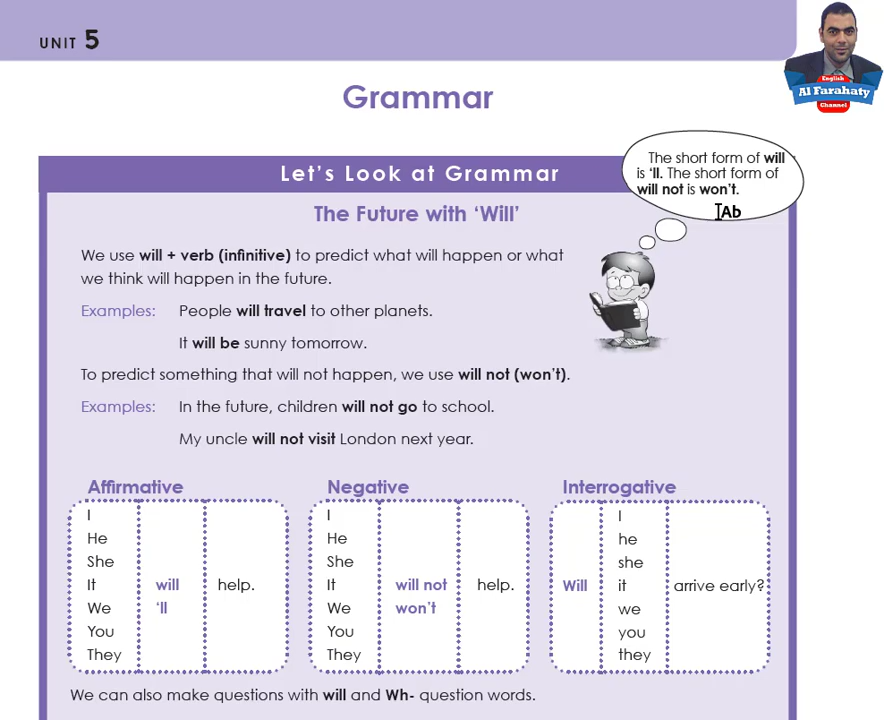 UNIT 5
English
Al Farahaty
Channel
Grammar
Let's Look at Grammar
The short form of will
is 'll. The short form of
will not is won't.
Ab
The Future with 'Will'
We use will + verb (infinitive) to predict what will happen or what
we think will happen in the future.
Examples: People will travel to other planets.
It will be sunny tomorrow.
To predict something that will not happen, we use will not (won't).
Examples: In the future, children will not go to school.
My uncle will not visit London next year.
Affirmative
I
He
She
It
We
You
They
will
'll
help.
Negative
I
He
She
It
We
You
They
will not
won't
help.
Interrogative
Will
I
he
she
it
we
you
they
arrive early?
We can also make questions with will and Wh- question words.